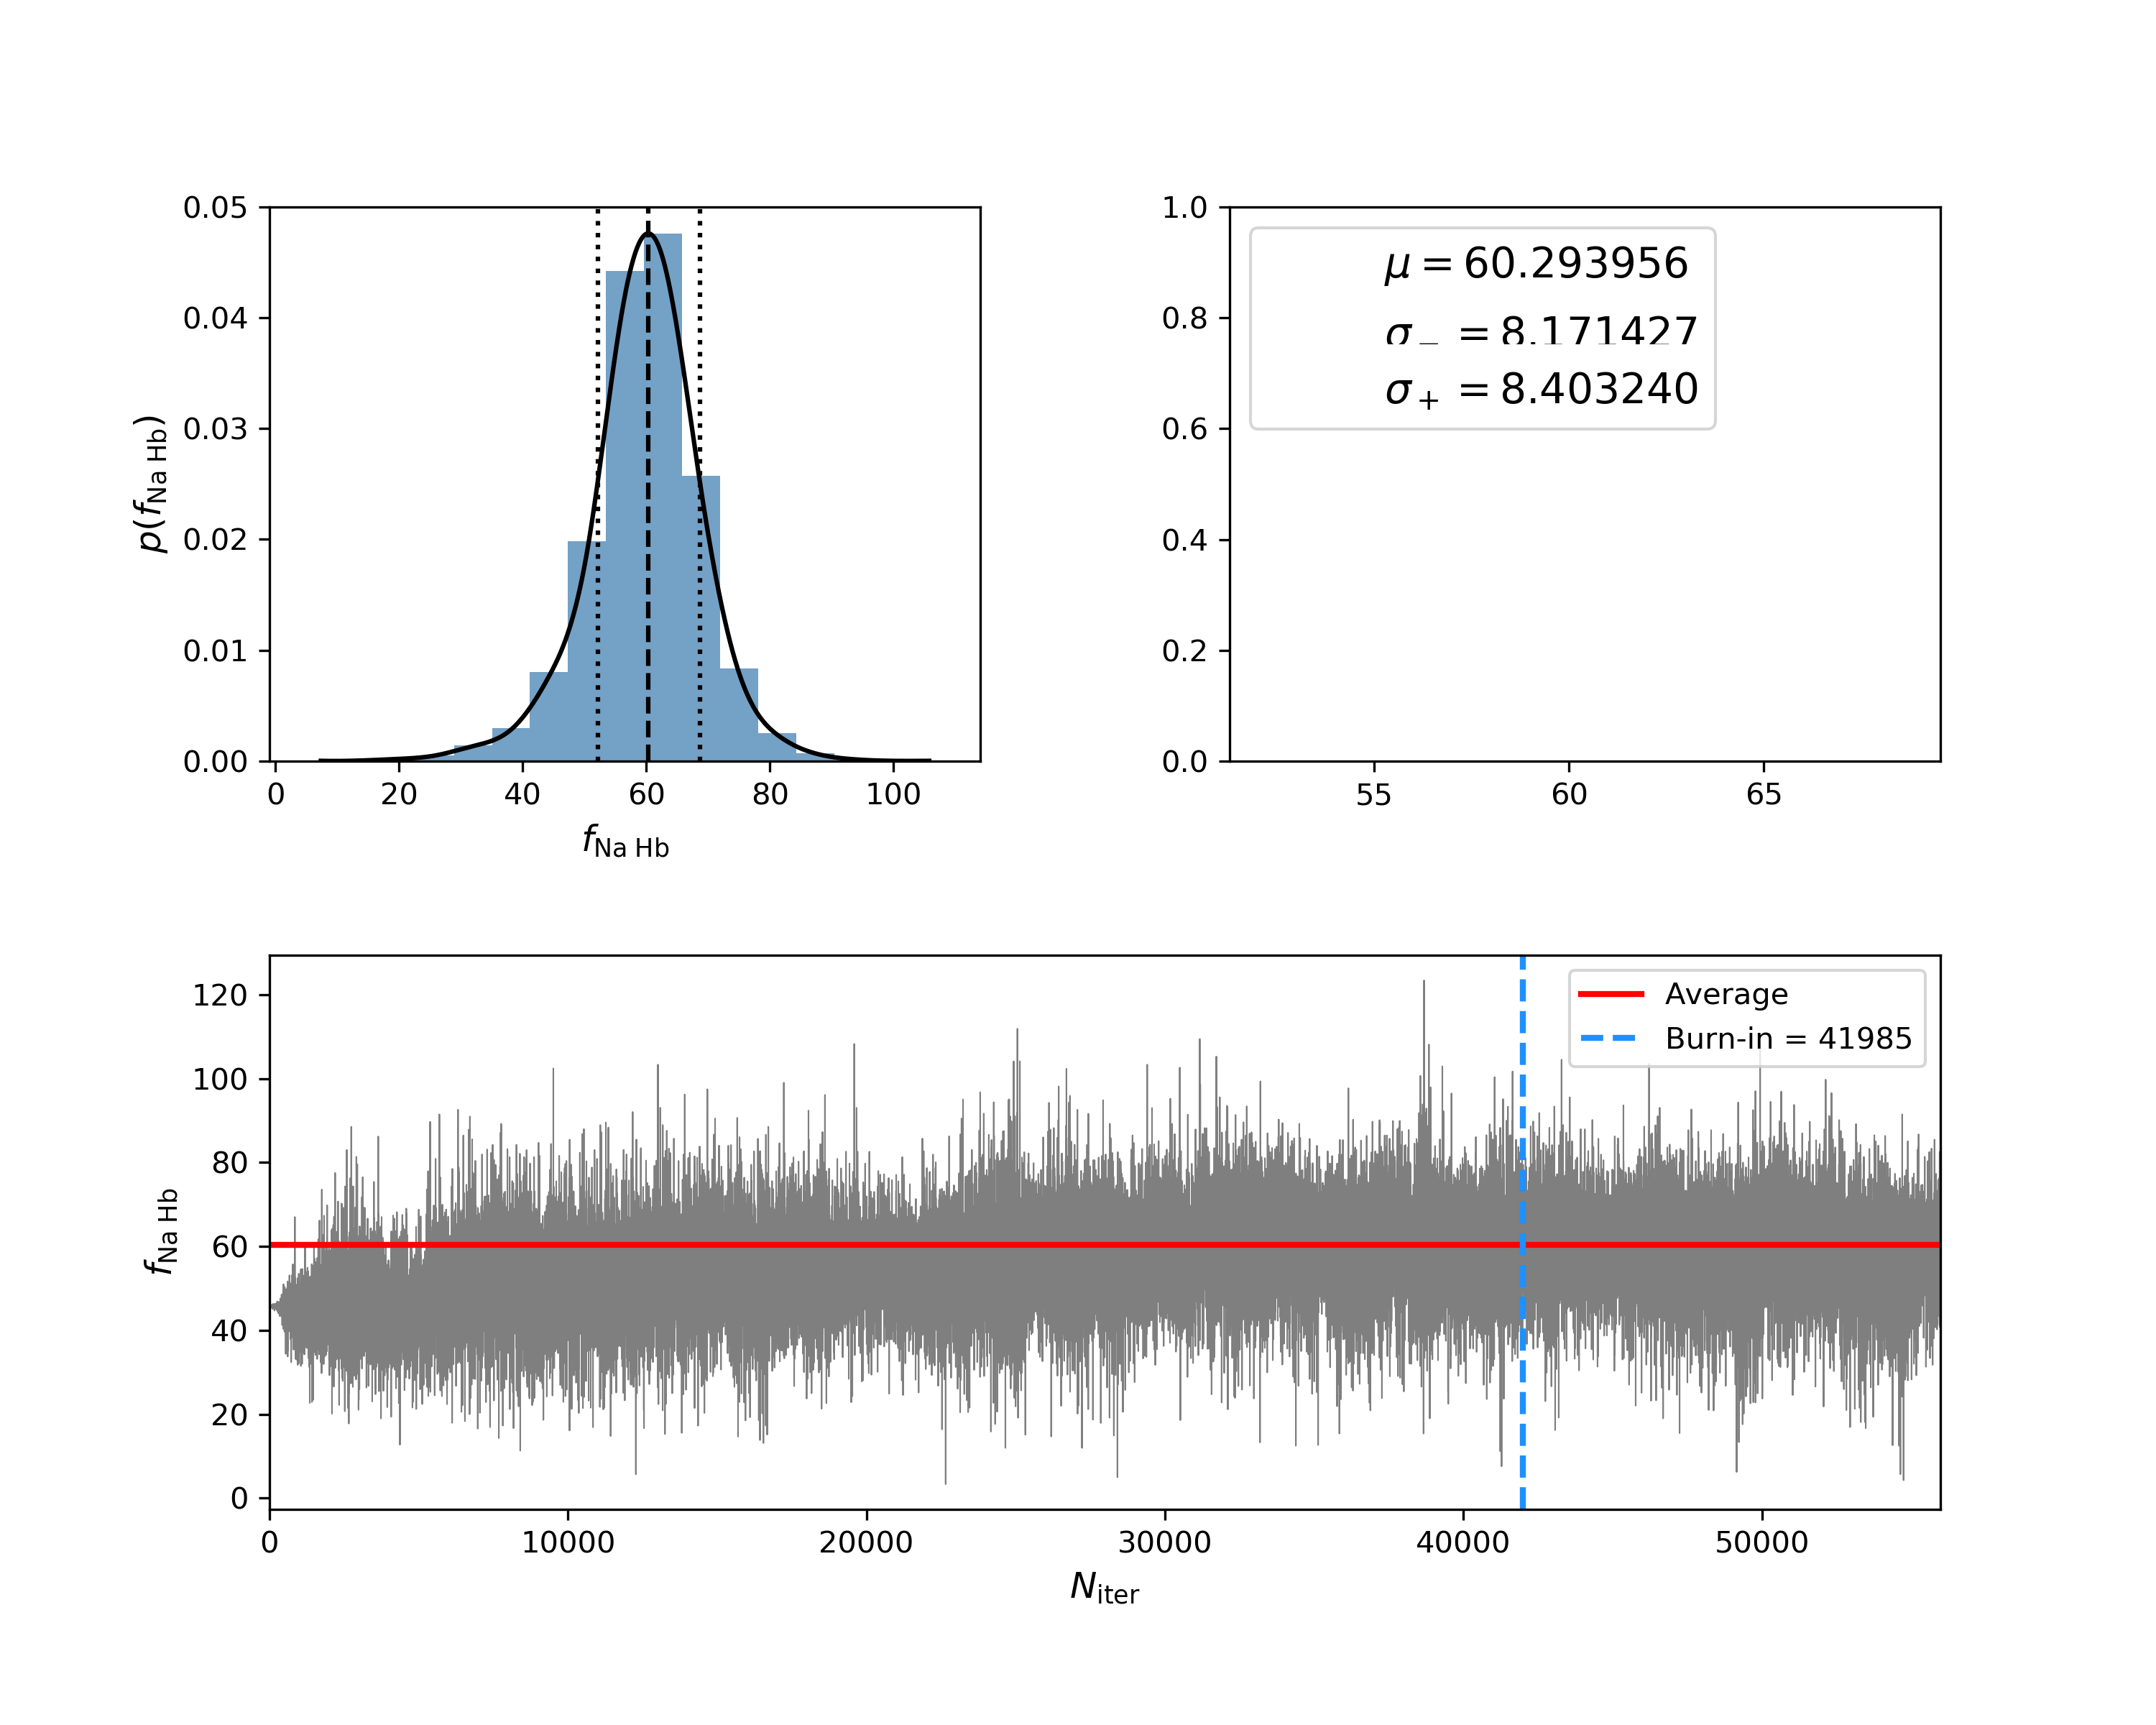 0.05
0.04
0.03
0.02
0.01
0.00
p(f_Na Hb)
0 20 40 60 80 100
f_Na Hb
1.0
0.8
0.6
0.4
0.2
0.0
μ = 60.293956
σ_− = 8.171427
σ_+ = 8.403240
55 60 65
120
100
80
60
40
20
0
f_Na Hb
Average
Burn-in = 41985
0 10000 20000 30000 40000 50000
N_iter